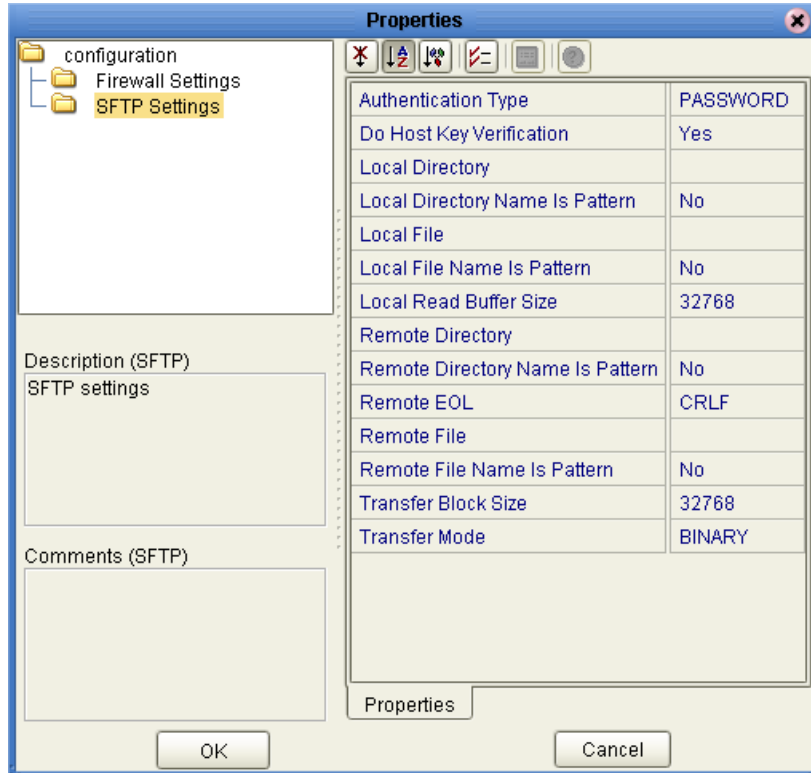 Properties
configuration
Firewall Settings
SFTP Settings
Description (SFTP)
SFTP settings
Comments (SFTP)
Authentication Type PASSWORD
Do Host Key Verification Yes
Local Directory
Local Directory Name Is Pattern No
Local File
Local File Name Is Pattern No
Local Read Buffer Size 32768
Remote Directory
Remote Directory Name Is Pattern No
Remote EOL CRLF
Remote File
Remote File Name Is Pattern No
Transfer Block Size 32768
Transfer Mode BINARY
Properties
OK
Cancel